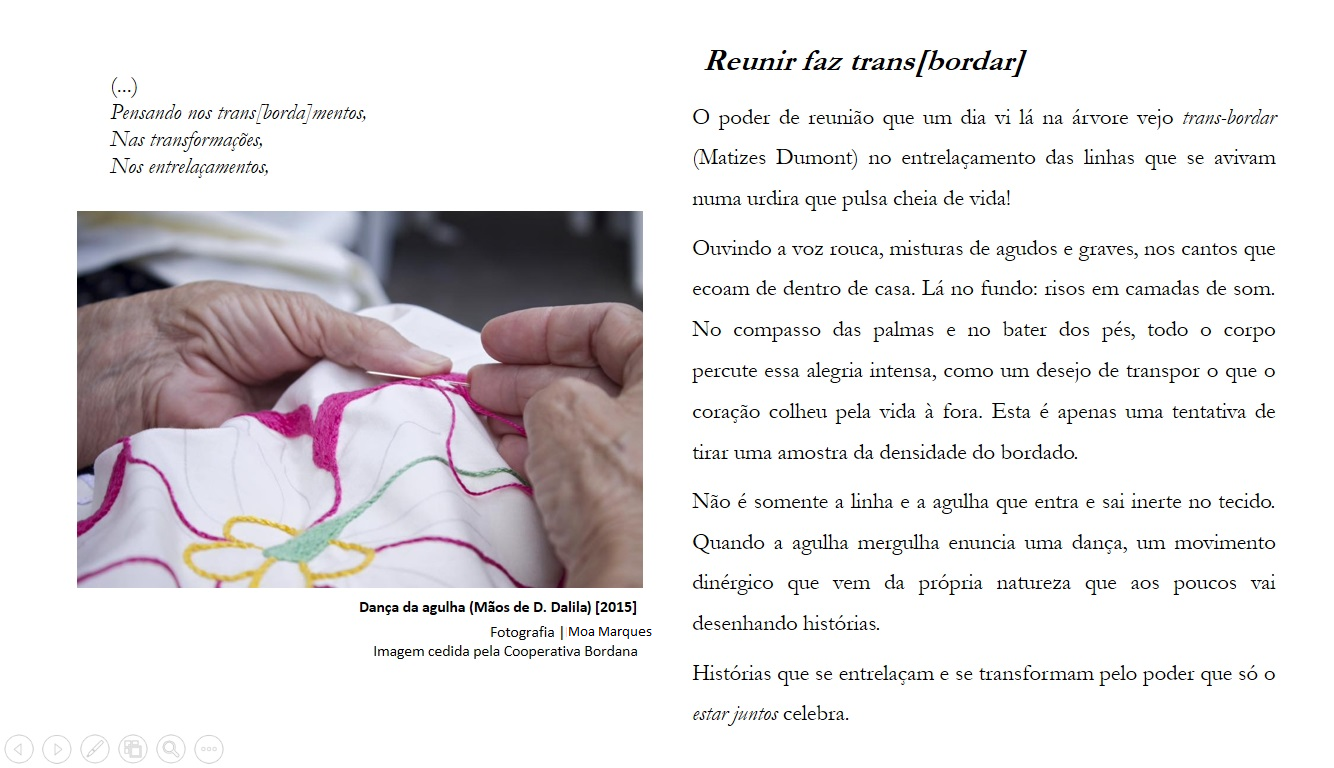 (...)
Pensando nos trans[borda]mentos,
Nas transformações,
Nos entrelaçamentos,
Dança da agulha (Mãos de D. Dalila) [2015]
Fotografia | Moa Marques
Imagem cedida pela Cooperativa Bordana
Reunir faz trans[bordar]
O poder de reunião que um dia vi lá na árvore vejo trans-bordar
(Matizes Dumont) no entrelaçamento das linhas que se avivam
numa urdira que pulsa cheia de vida!
Ouvindo a voz rouca, misturas de agudos e graves, nos cantos que
ecoam de dentro de casa. Lá no fundo: risos em camadas de som.
No compasso das palmas e no bater dos pés, todo o corpo
percute essa alegria intensa, como um desejo de transpor o que o
coração colheu pela vida à fora. Esta é apenas uma tentativa de
tirar uma amostra da densidade do bordado.
Não é somente a linha e a agulha que entra e sai inerte no tecido.
Quando a agulha mergulha enuncia uma dança, um movimento
dinérgico que vem da própria natureza que aos poucos vai
desenhando histórias.
Histórias que se entrelaçam e se transformam pelo poder que só o
estar juntos celebra.